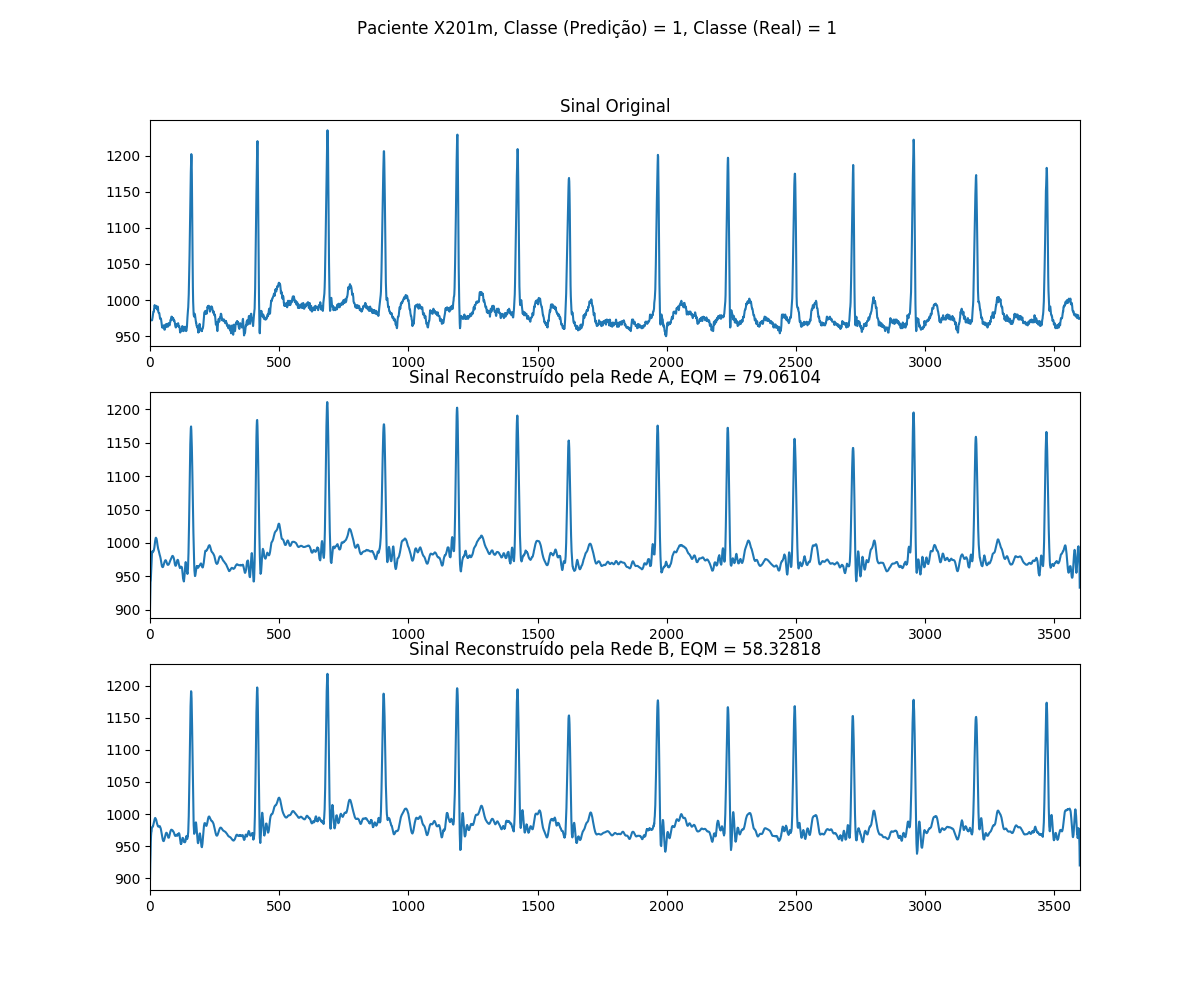 Paciente X201m, Classe (Predição) = 1, Classe (Real) = 1
Sinal Original
1200
1150
1100
1050
1000
950
0 500 1000 1500 2000 2500 3000 3500
Sinal Reconstruído pela Rede A, EQM = 79.06104
1200
1150
1100
1050
1000
950
900
0 500 1000 1500 2000 2500 3000 3500
Sinal Reconstruído pela Rede B, EQM = 58.32818
1200
1150
1100
1050
1000
950
900
0 500 1000 1500 2000 2500 3000 3500